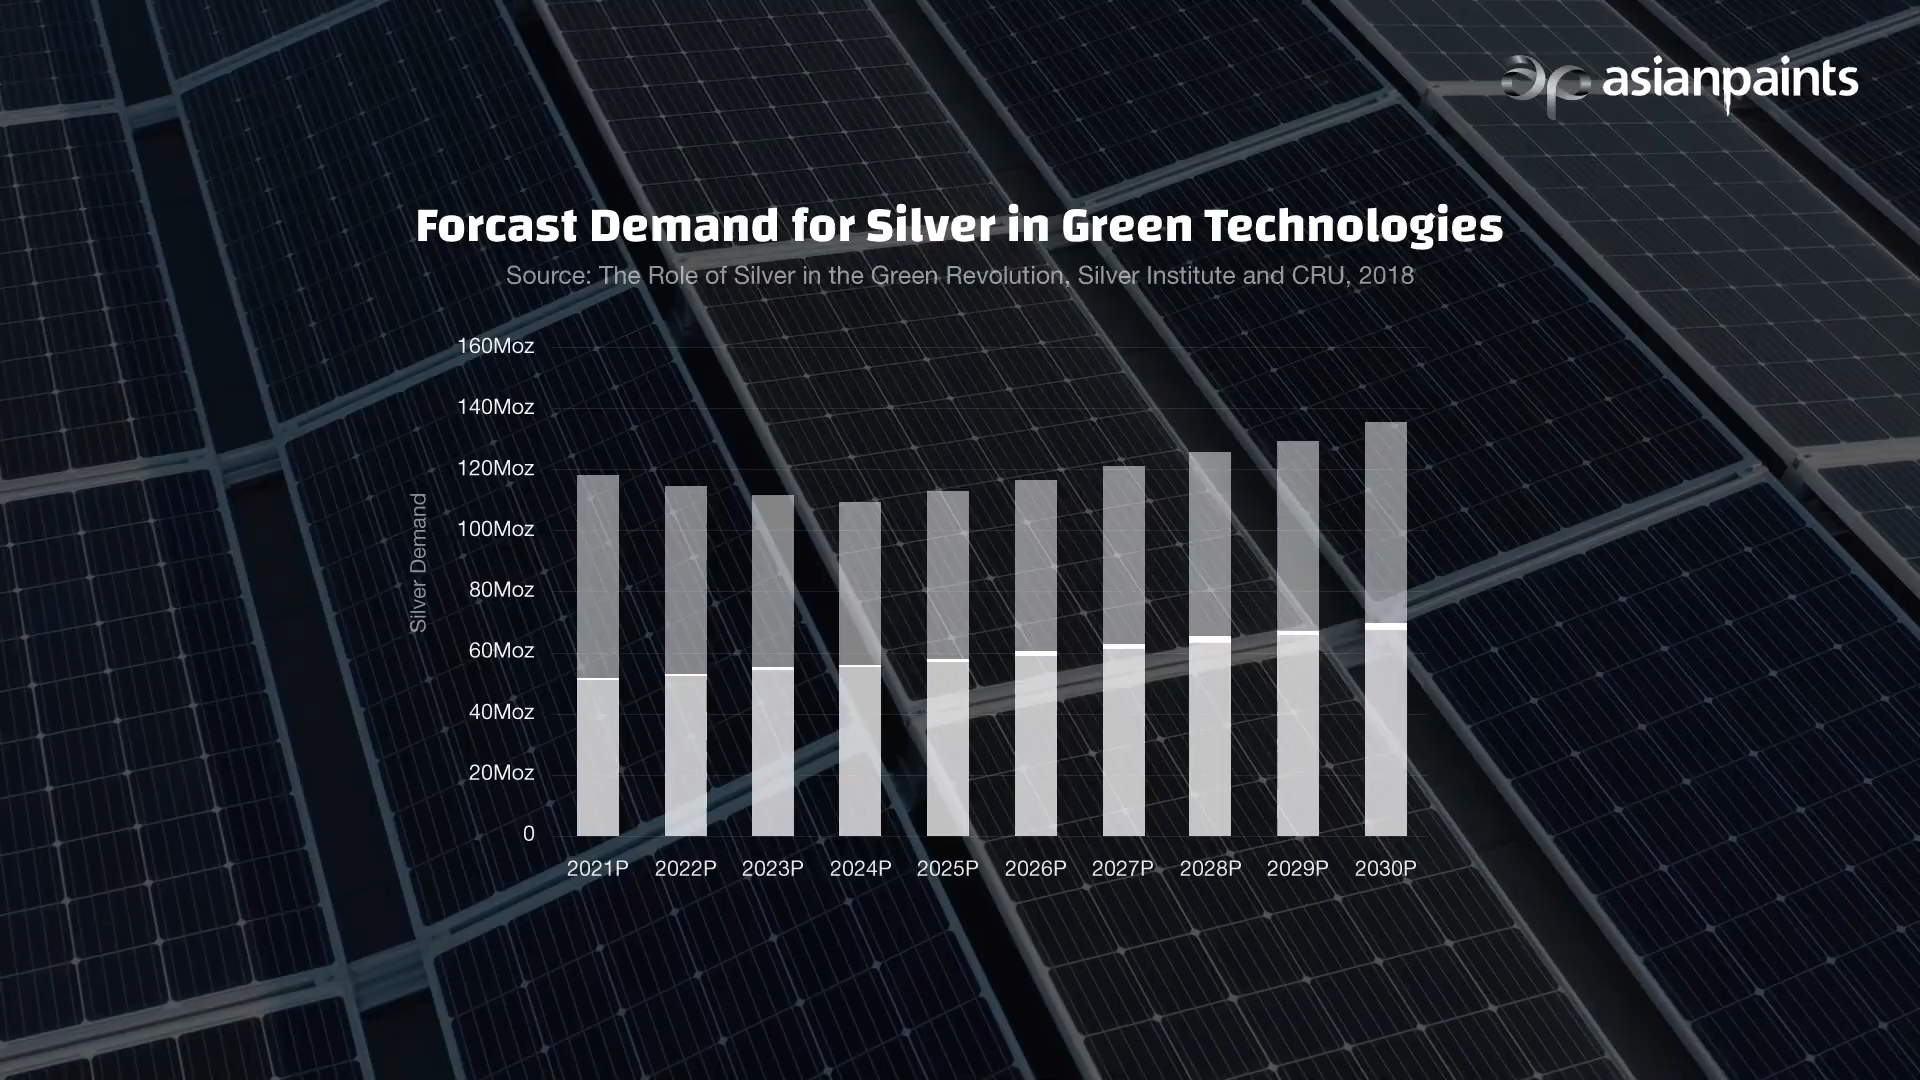 asianpaints
Forcast Demand for Silver in Green Technologies
Source: The Role of Silver in the Green Revolution, Silver Institute and CRU, 2018
Silver Demand
160Moz
140Moz
120Moz
100Moz
80Moz
60Moz
40Moz
20Moz
0
2021P 2022P 2023P 2024P 2025P 2026P 2027P 2028P 2029P 2030P